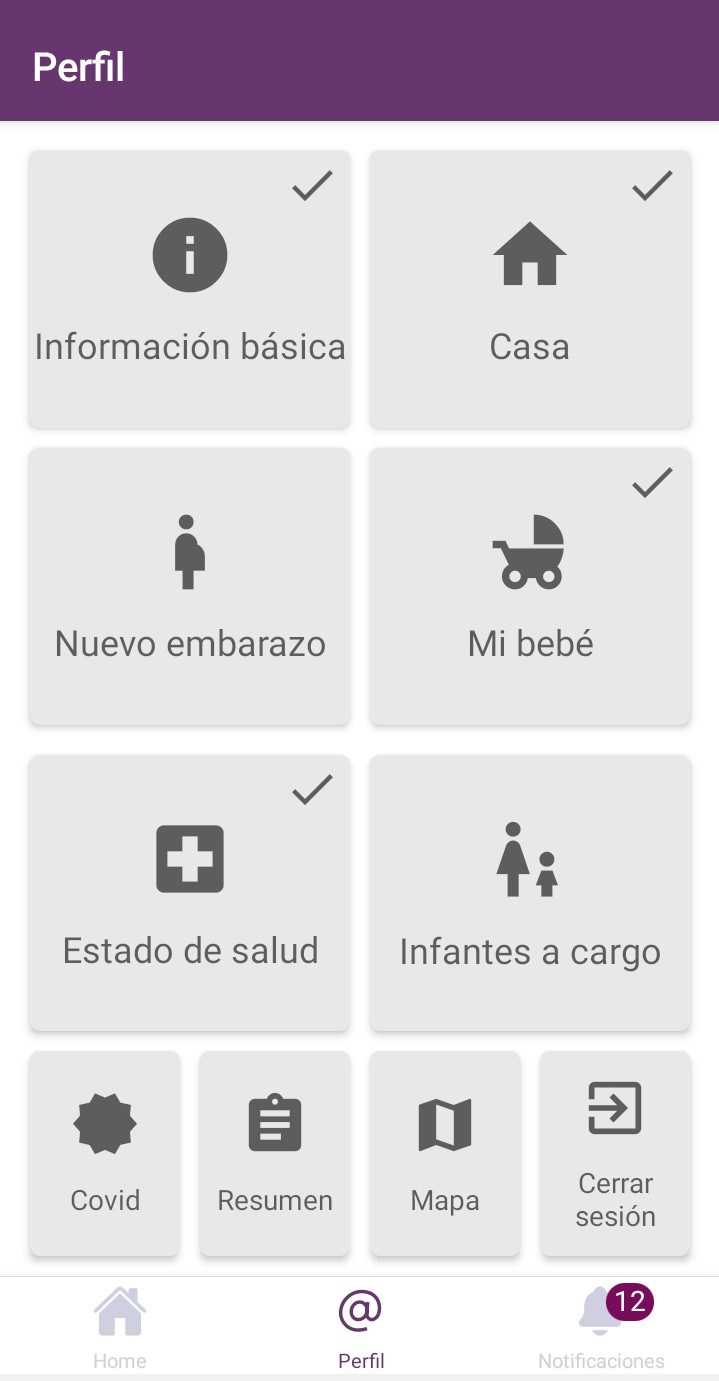 Perfil
Información básica
Casa
Nuevo embarazo
Mi bebé
Estado de salud
Infantes a cargo
Covid
Resumen
Mapa
Cerrar
sesión
@
12
Home
Perfil
Notificaciones